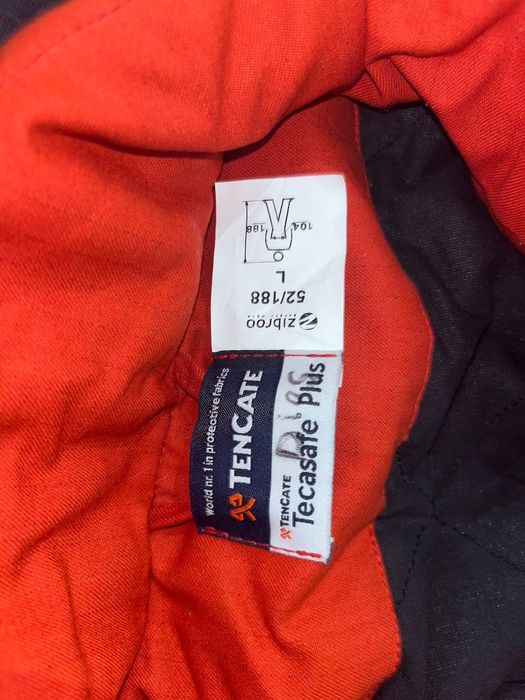 zibroo
52/188
L
188
104
World nr. 1 in protective fabrics
TENCATE
TENCATE
Tecasafe® Plus